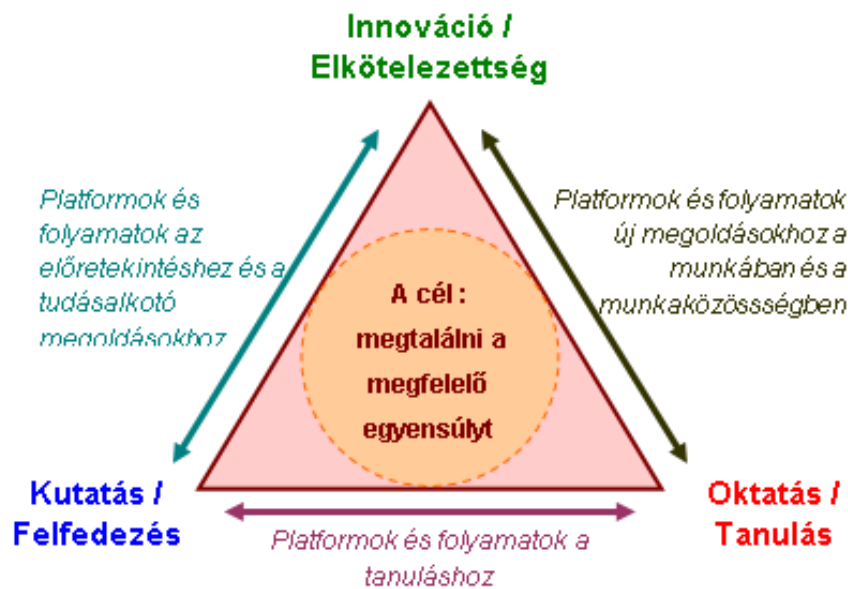 Innováció /
Elkötelezettség
Platformok és
folyamatok az
előretekintéshez és a
tudásalkotó
megoldásokhoz
Platformok és folyamatok
új megoldásokhoz a
munkában és a
munkaközössségben
A cél :
megtalálni a
megfelelő
egyensúlyt
Kutatás /
Felfedezés
Oktatás /
Tanulás
Platformok és folyamatok a
tanuláshoz